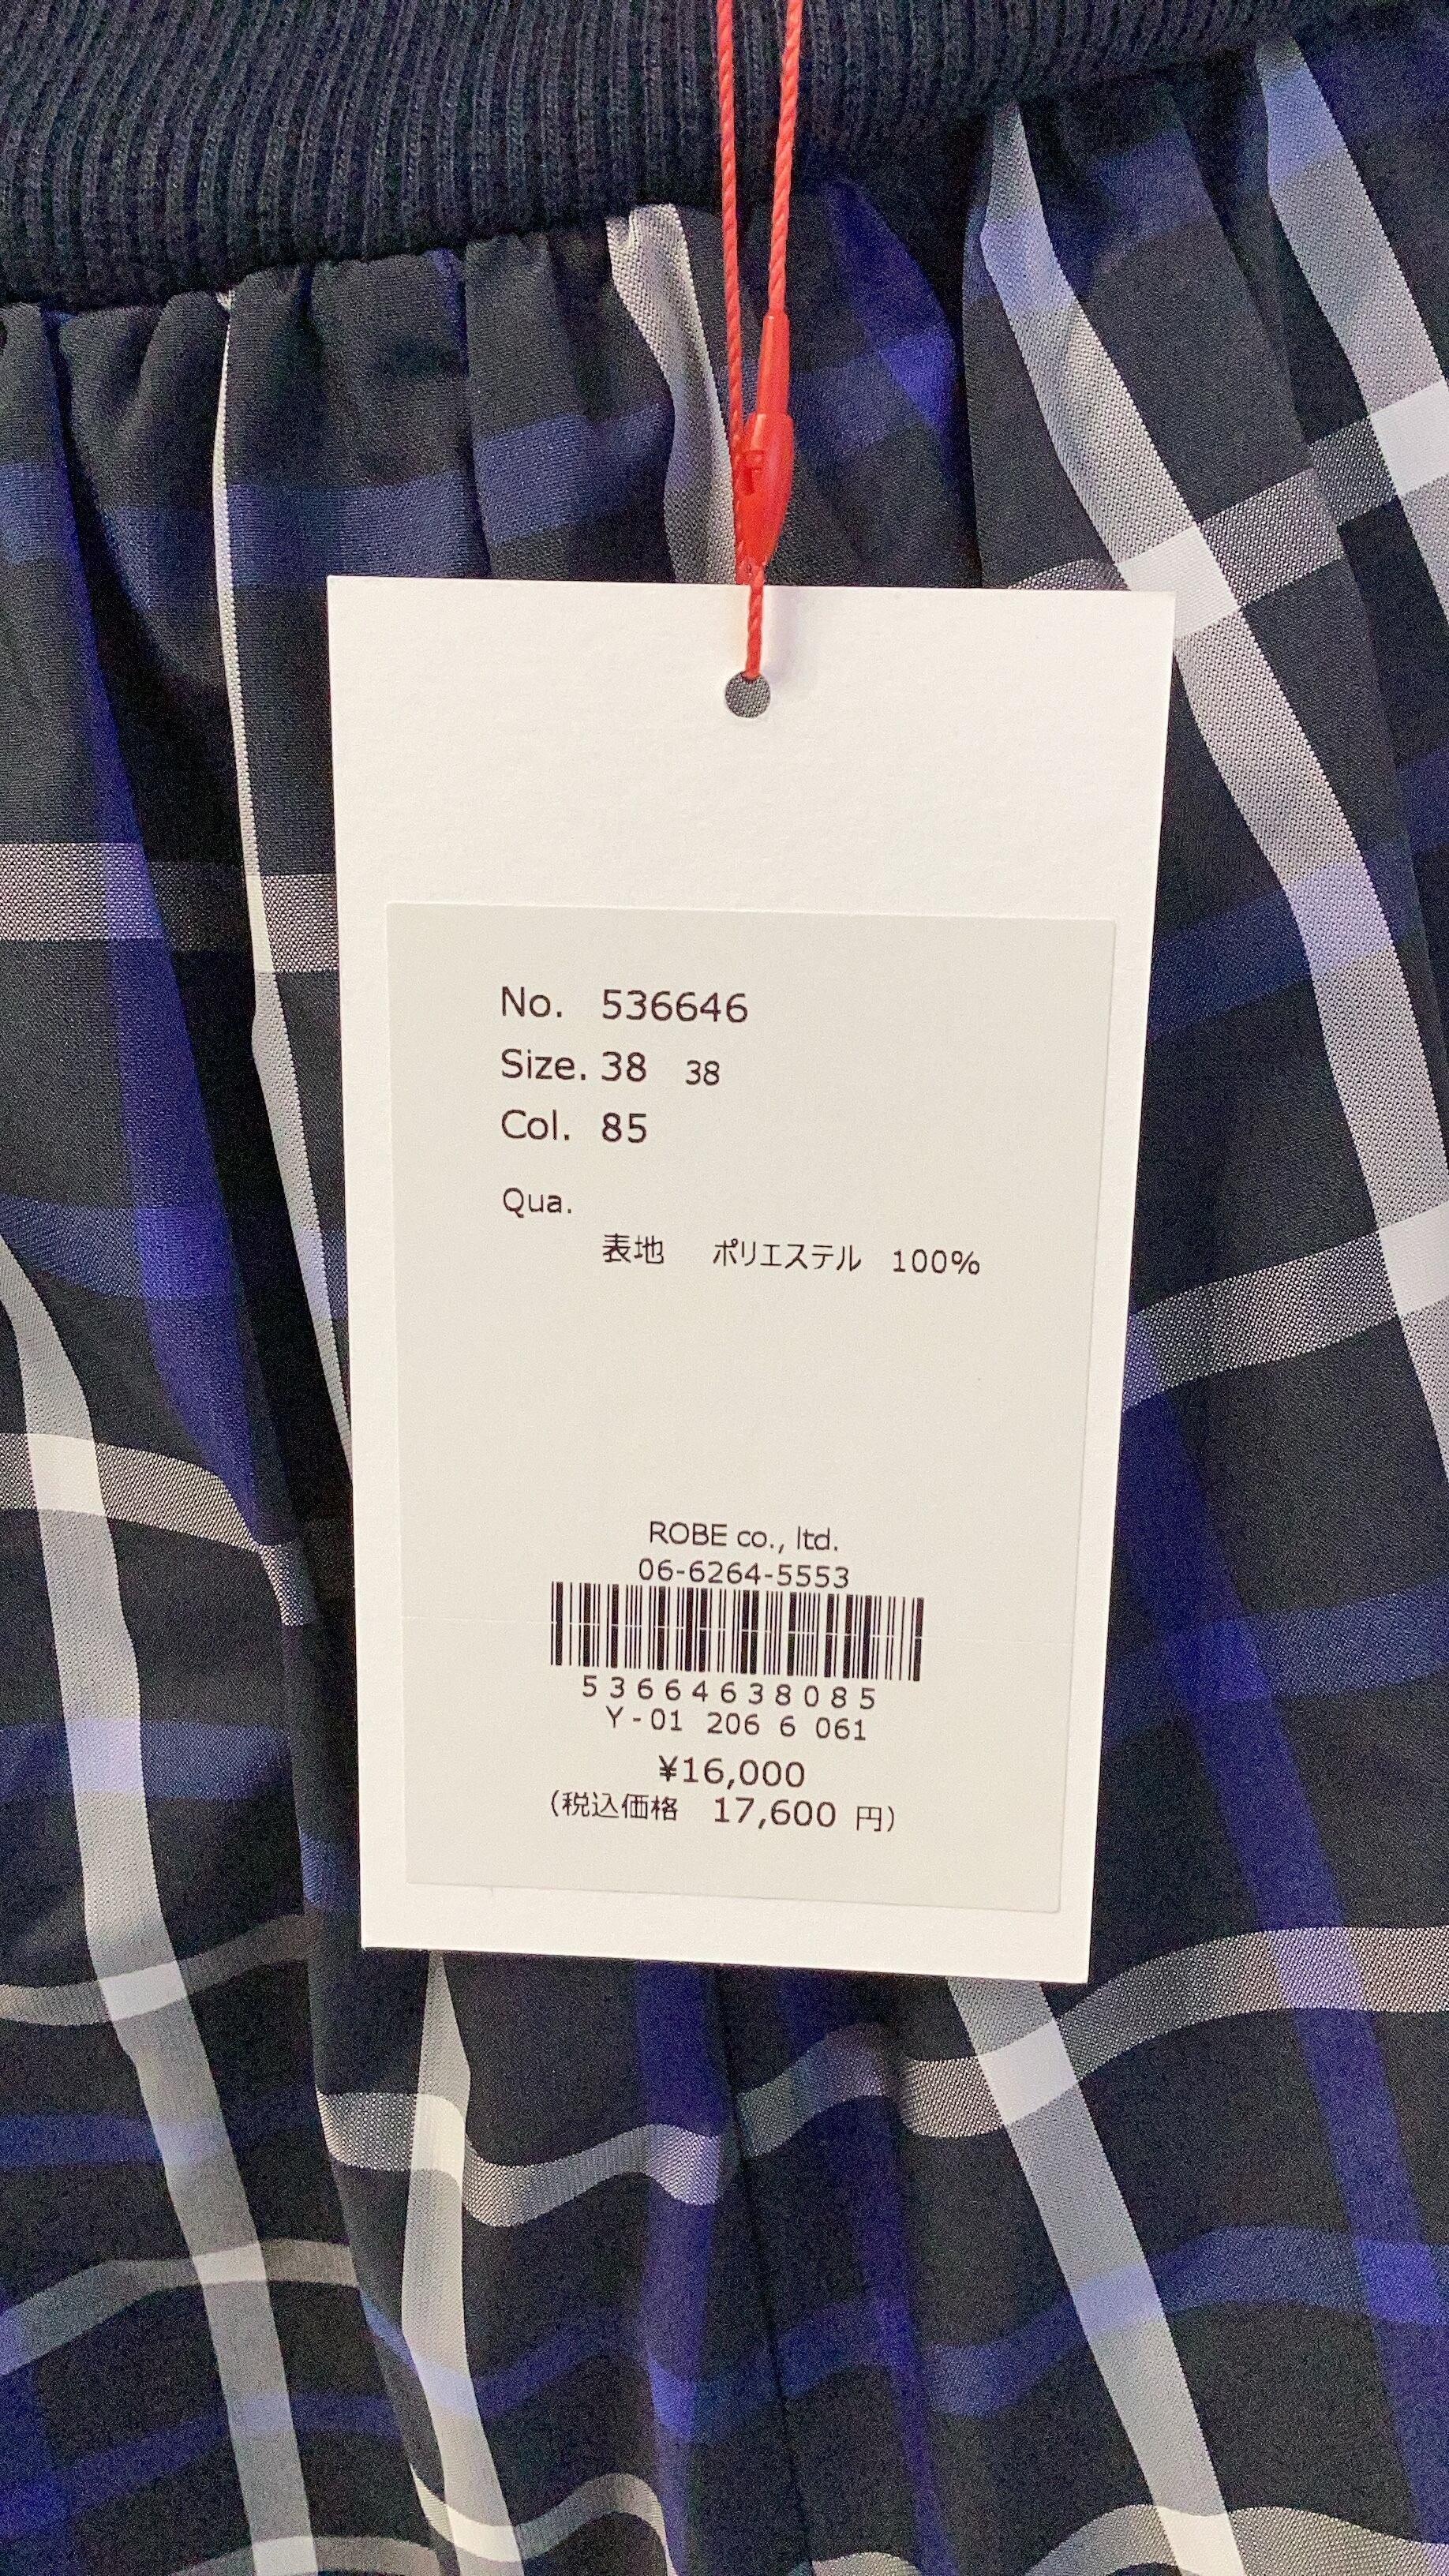 No. 536646
Size. 38 38
Col. 85
Qua.
表地 ポリエステル 100%
ROBE co., ltd.
06-6264-5553
53664638085
Y-01 206 6 061
¥16,000
(税込価格 17,600 円)